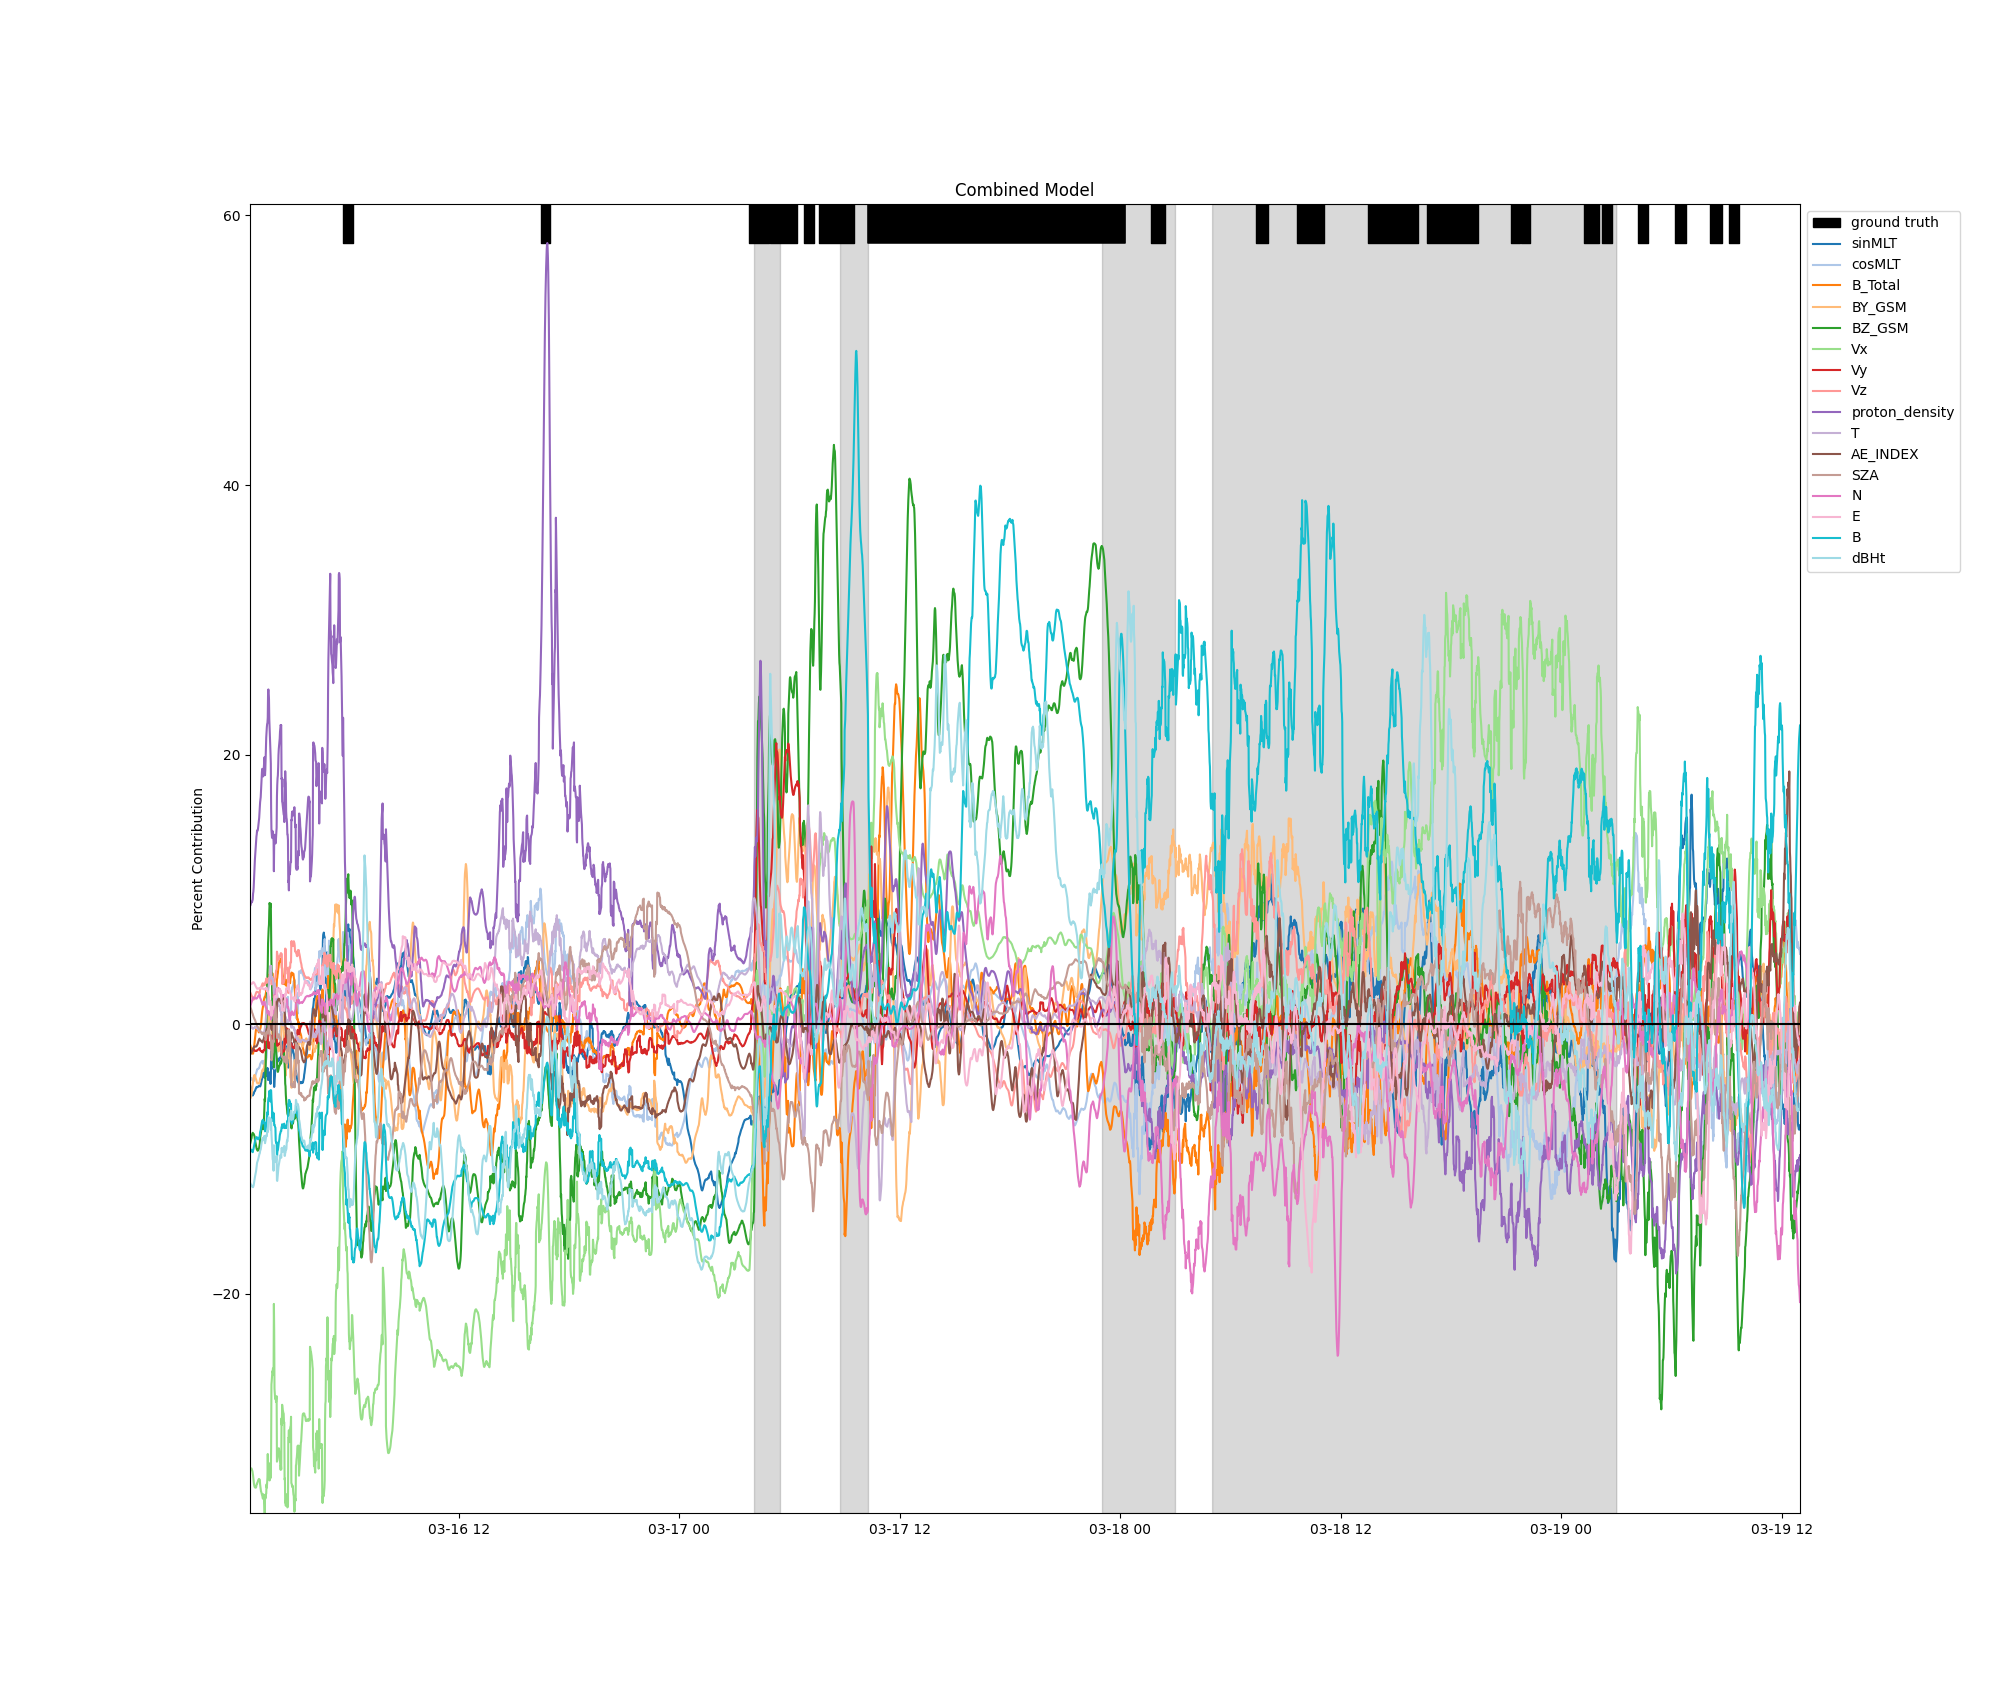 Combined Model
60
40
20
0
−20
Percent Contribution
03-16 12
03-17 00
03-17 12
03-18 00
03-18 12
03-19 00
03-19 12
ground truth
sinMLT
cosMLT
B_Total
BY_GSM
BZ_GSM
Vx
Vy
Vz
proton_density
T
AE_INDEX
SZA
N
E
B
dBHt